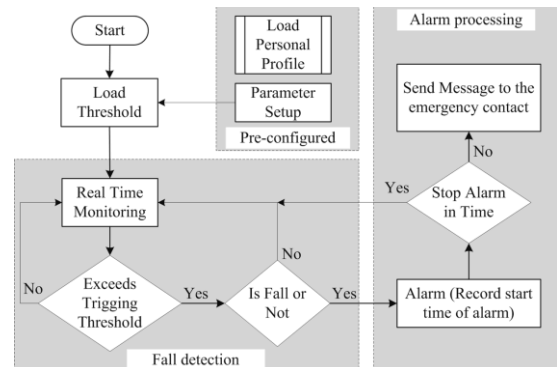 Start
Load
Threshold
Load
Personal
Profile
Parameter
Setup
Pre-configured
Real Time
Monitoring
Exceeds
Trigging
Threshold
No
Yes
Is Fall or
Not
No
Yes
Fall detection
Alarm processing
Send Message to the
emergency contact
No
Yes
Stop Alarm
in Time
Alarm (Record start
time of alarm)